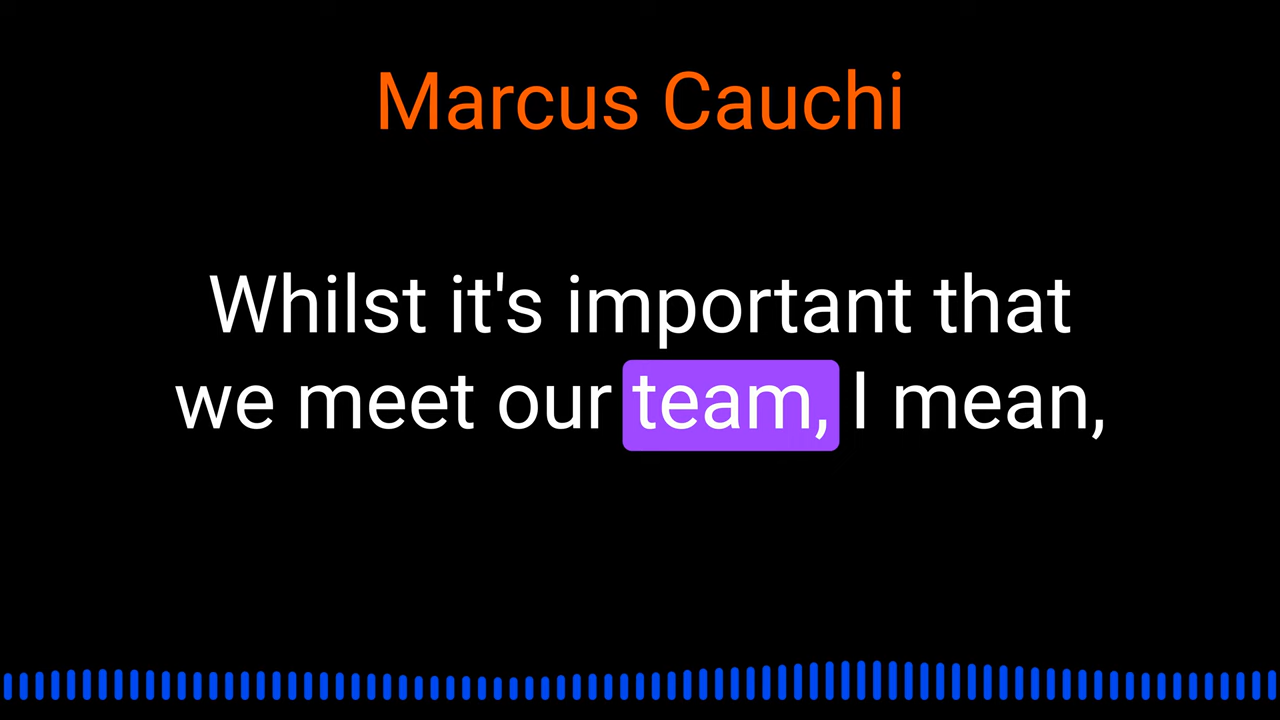 Marcus Cauchi
Whilst it's important that
we meet our team, I mean,